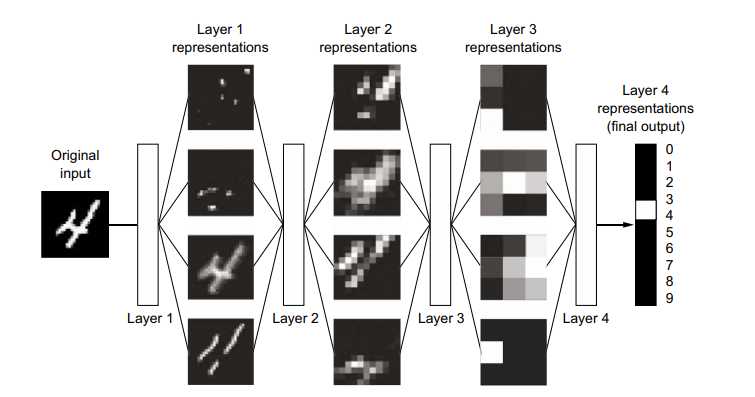 Layer 1
representations
Layer 2
representations
Layer 3
representations
Layer 4
representations
(final output)
Original
input
0
1
2
3
4
5
6
7
8
9
Layer 1
Layer 2
Layer 3
Layer 4